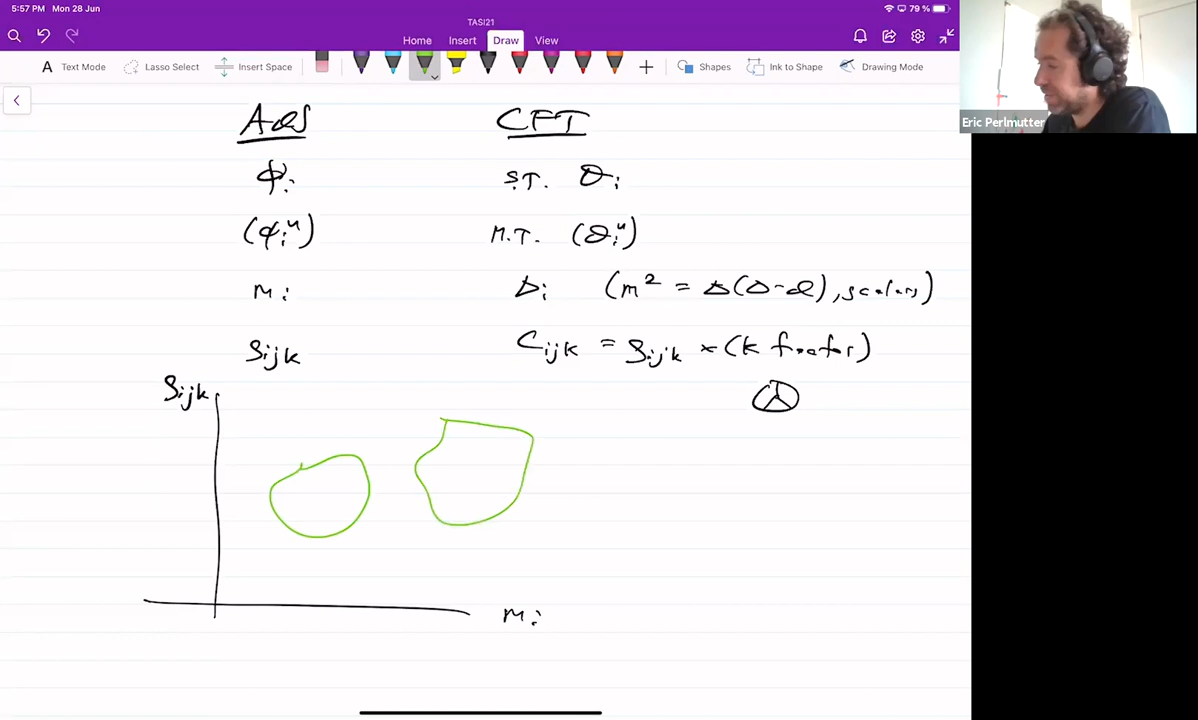 5:57 PM Mon 28 Jun
79 %
TASI21
Home Insert Draw View
Text Mode Lasso Select Insert Space Shapes Ink to Shape Drawing Mode
Eric Perlmutter
AdS CFT
ϕi S.T. Oi
(ϕiⁿ) M.T. (Oiⁿ)
mi Δi (m² = Δ(Δ-d), scalars)
gijk Cijk = gijk × (k factor)
gijk
mi